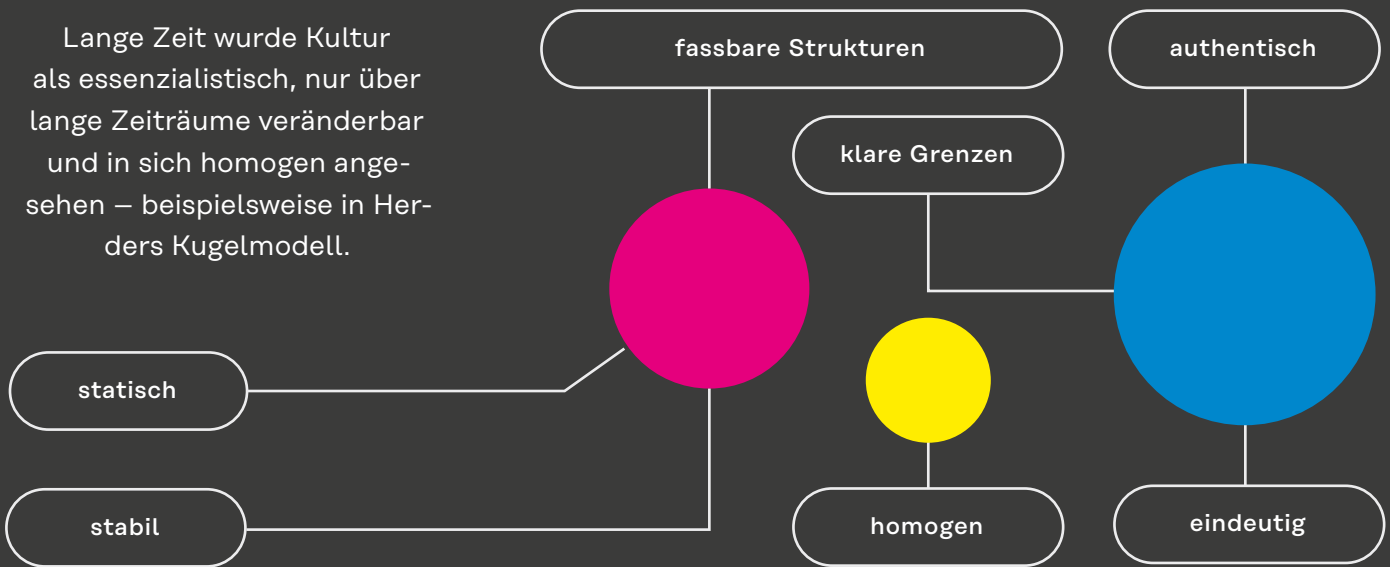 Lange Zeit wurde Kultur
als essenzialistisch, nur über
lange Zeiträume veränderbar
und in sich homogen ange-
sehen – beispielsweise in Her-
ders Kugelmodell.
fassbare Strukturen
authentisch
klare Grenzen
statisch
stabil
homogen
eindeutig